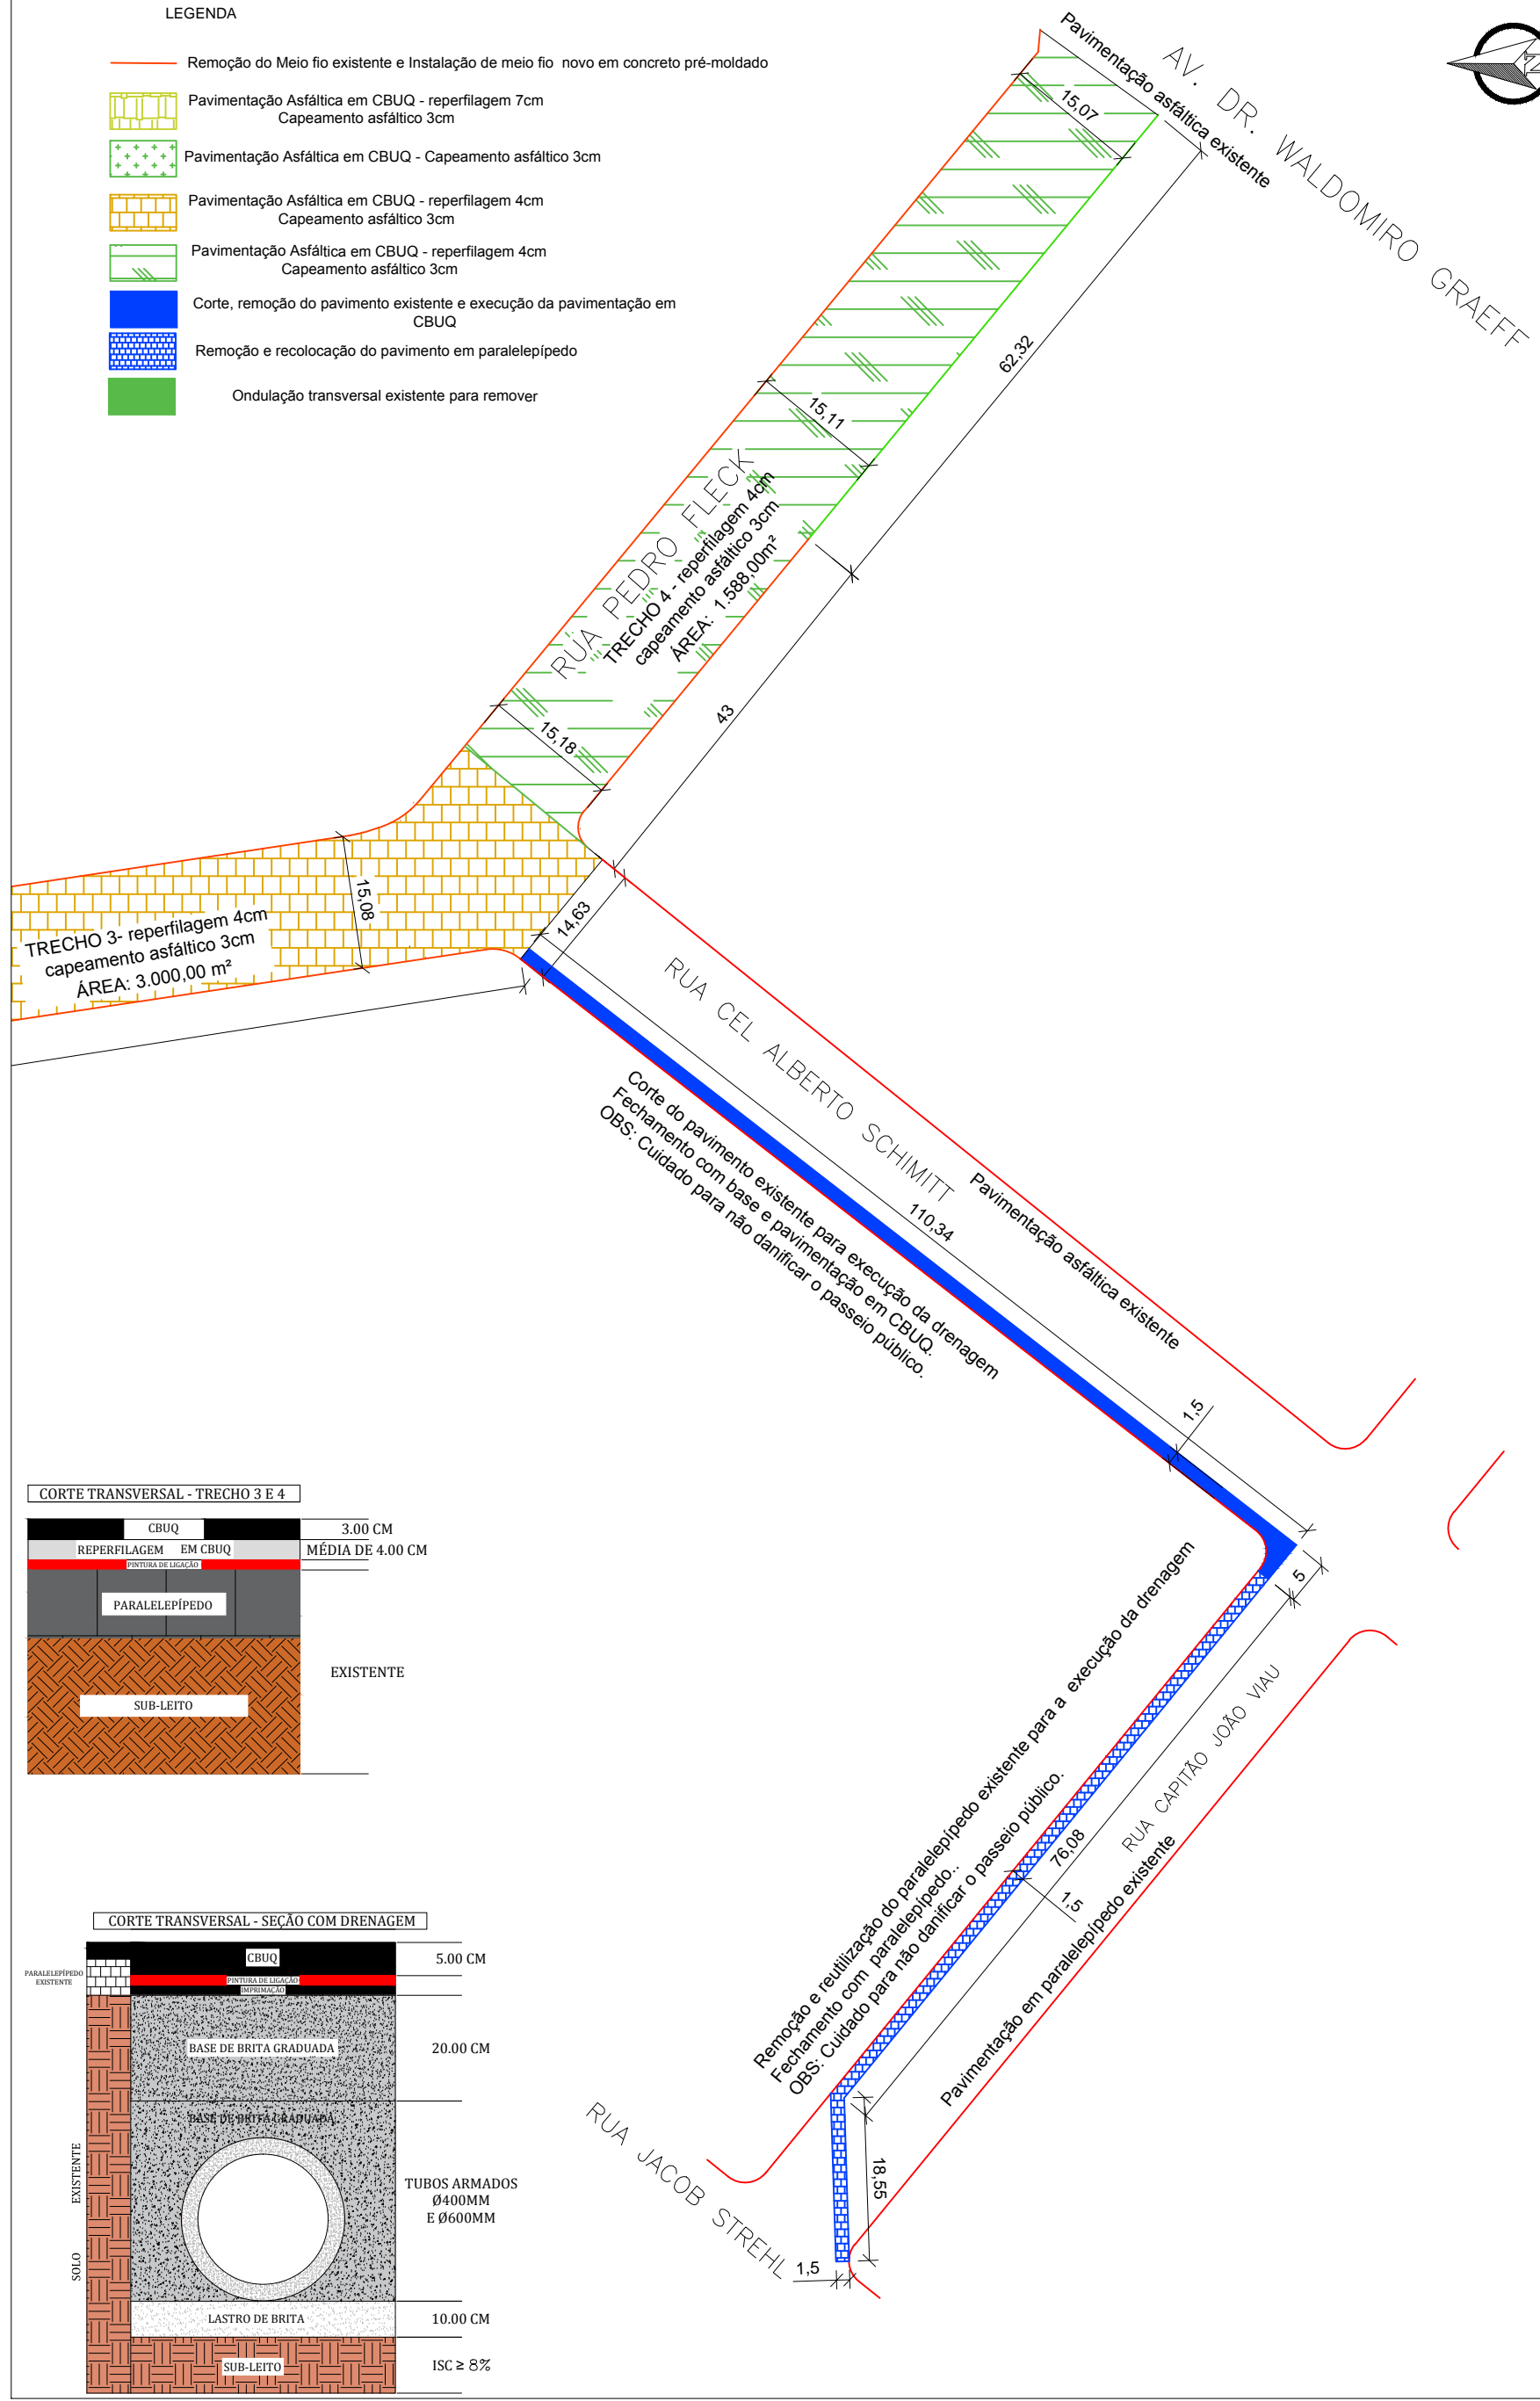 LEGENDA
Remoção do Meio fio existente e Instalação de meio fio novo em concreto pré-moldado
Pavimentação Asfáltica em CBUQ - reperfilagem 7cm
Capeamento asfáltico 3cm
Pavimentação Asfáltica em CBUQ - Capeamento asfáltico 3cm
Pavimentação Asfáltica em CBUQ - reperfilagem 4cm
Capeamento asfáltico 3cm
Pavimentação Asfáltica em CBUQ - reperfilagem 4cm
Capeamento asfáltico 3cm
Corte, remoção do pavimento existente e execução da pavimentação em
CBUQ
Remoção e recolocação do pavimento em paralelepípedo
Ondulação transversal existente para remover
N
AV. DR. WALDOMIRO GRAEFF
Pavimentação asfáltica existente
15,07
62,32
15,11
RUA PEDRO FLECK
TRECHO 4 - reperfilagem 4cm
capeamento asfáltico 3cm
ÁREA: 1.588,00m²
43
15,18
15,08
TRECHO 3- reperfilagem 4cm
capeamento asfáltico 3cm
ÁREA: 3.000,00 m²
14,63
RUA CEL ALBERTO SCHIMITT
110,34
Pavimentação asfáltica existente
Corte do pavimento existente para execução da drenagem
Fechamento com base e pavimentação em CBUQ.
OBS: Cuidado para não danificar o passeio público.
1,5
5
CORTE TRANSVERSAL - TRECHO 3 E 4
CBUQ
3.00 CM
REPERFILAGEM EM CBUQ
MÉDIA DE 4.00 CM
PINTURA DE LIGAÇÃO
PARALELEPÍPEDO
EXISTENTE
SUB-LEITO
Remoção e reutilização do paralelepípedo existente para a execução da drenagem
Fechamento com paralelepípedo..
OBS: Cuidado para não danificar o passeio público.
RUA CAPITÃO JOÃO VIAU
76,08
1,5
Pavimentação em paralelepípedo existente
RUA JACOB STREHL
18,55
1,5
CORTE TRANSVERSAL - SEÇÃO COM DRENAGEM
CBUQ
5.00 CM
PARALELEPÍPEDO
EXISTENTE
PINTURA DE LIGAÇÃO
IMPRIMAÇÃO
BASE DE BRITA GRADUADA
20.00 CM
BASE DE BRITA GRADUADA
SOLO EXISTENTE
TUBOS ARMADOS
Ø400MM
E Ø600MM
LASTRO DE BRITA
10.00 CM
SUB-LEITO
ISC ≥ 8%